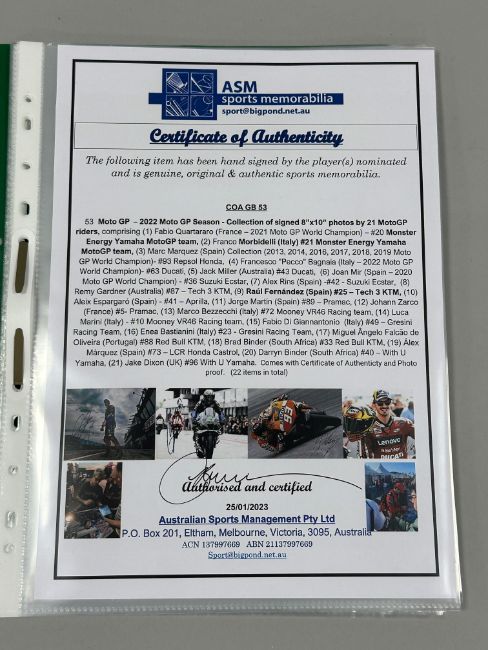 ASM
sports memorabilia
sport@bigpond.net.au
Certificate of Authenticity
The following item has been hand signed by the player(s) nominated
and is genuine, original & authentic sports memorabilia.
COA GB 53
53 Moto GP – 2022 Moto GP Season - Collection of signed 8"x10" photos by 21 MotoGP
riders, comprising (1) Fabio Quartararo (France – 2021 Moto GP World Champion) – #20 Monster
Energy Yamaha MotoGP team, (2) Franco Morbidelli (Italy) #21 Monster Energy Yamaha
MotoGP team, (3) Marc Marquez (Spain) Collection (2013, 2014, 2016, 2017, 2018, 2019 Moto
GP World Champion)- #93 Repsol Honda, (4) Francesco "Pecco" Bagnaia (Italy – 2022 Moto GP
World Champion)- #63 Ducati, (5) Jack Miller (Australia) #43 Ducati, (6) Joan Mir (Spain – 2020
Moto GP World Champion) - #36 Suzuki Ecstar, (7) Alex Rins (Spain) -#42 - Suzuki Ecstar, (8)
Remy Gardner (Australia) #87 – Tech 3 KTM, (9) Raúl Fernández (Spain) #25 – Tech 3 KTM, (10)
Aleix Espargaró (Spain) - #41 – Aprilia, (11) Jorge Martin (Spain) #89 – Pramac, (12) Johann Zarco
(France) #5- Pramac, (13) Marco Bezzecchi (Italy) #72 Mooney VR46 Racing team, (14) Luca
Marini (Italy) - #10 Mooney VR46 Racing team, (15) Fabio Di Giannantonio (Italy) #49 – Gresini
Racing Team, (16) Enea Bastianini (Italy) #23 - Gresini Racing Team, (17) Miguel Ângelo Falcão de
Oliveira (Portugal) #88 Red Bull KTM, (18) Brad Binder (South Africa) #33 Red Bull KTM, (19) Álex
Márquez (Spain) #73 – LCR Honda Castrol, (20) Darryn Binder (South Africa) #40 – With U
Yamaha, (21) Jake Dixon (UK) #96 With U Yamaha. Comes with Certificate of Authenticity and Photo
proof. (22 items in total)
93
Lenovo
DUCATI
Authorised and certified
25/01/2023
Australian Sports Management Pty Ltd
P.O. Box 201, Eltham, Melbourne, Victoria, 3095, Australia
ACN 137997669 ABN 21137997669
Sport@bigpond.net.au